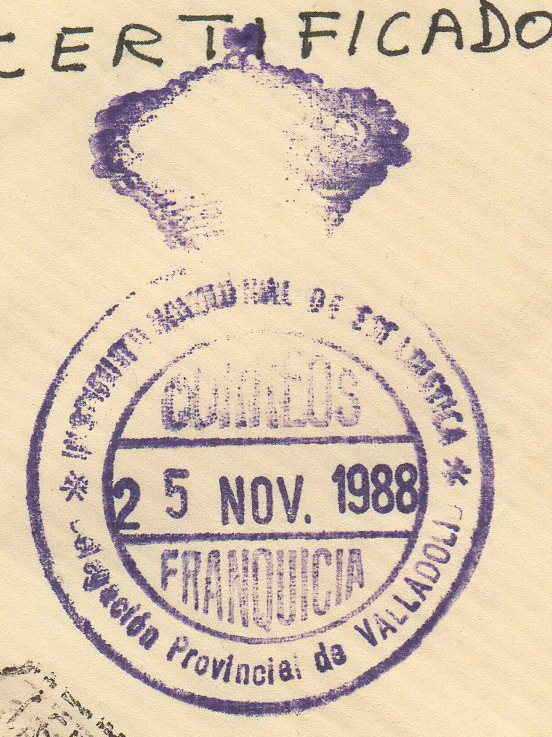 CERTIFICADO
* INSTITUTO NACIONAL DE ESTADISTICA *
CORREOS
25 NOV. 1988
FRANQUICIA
Delegación Provincial de VALLADOLID